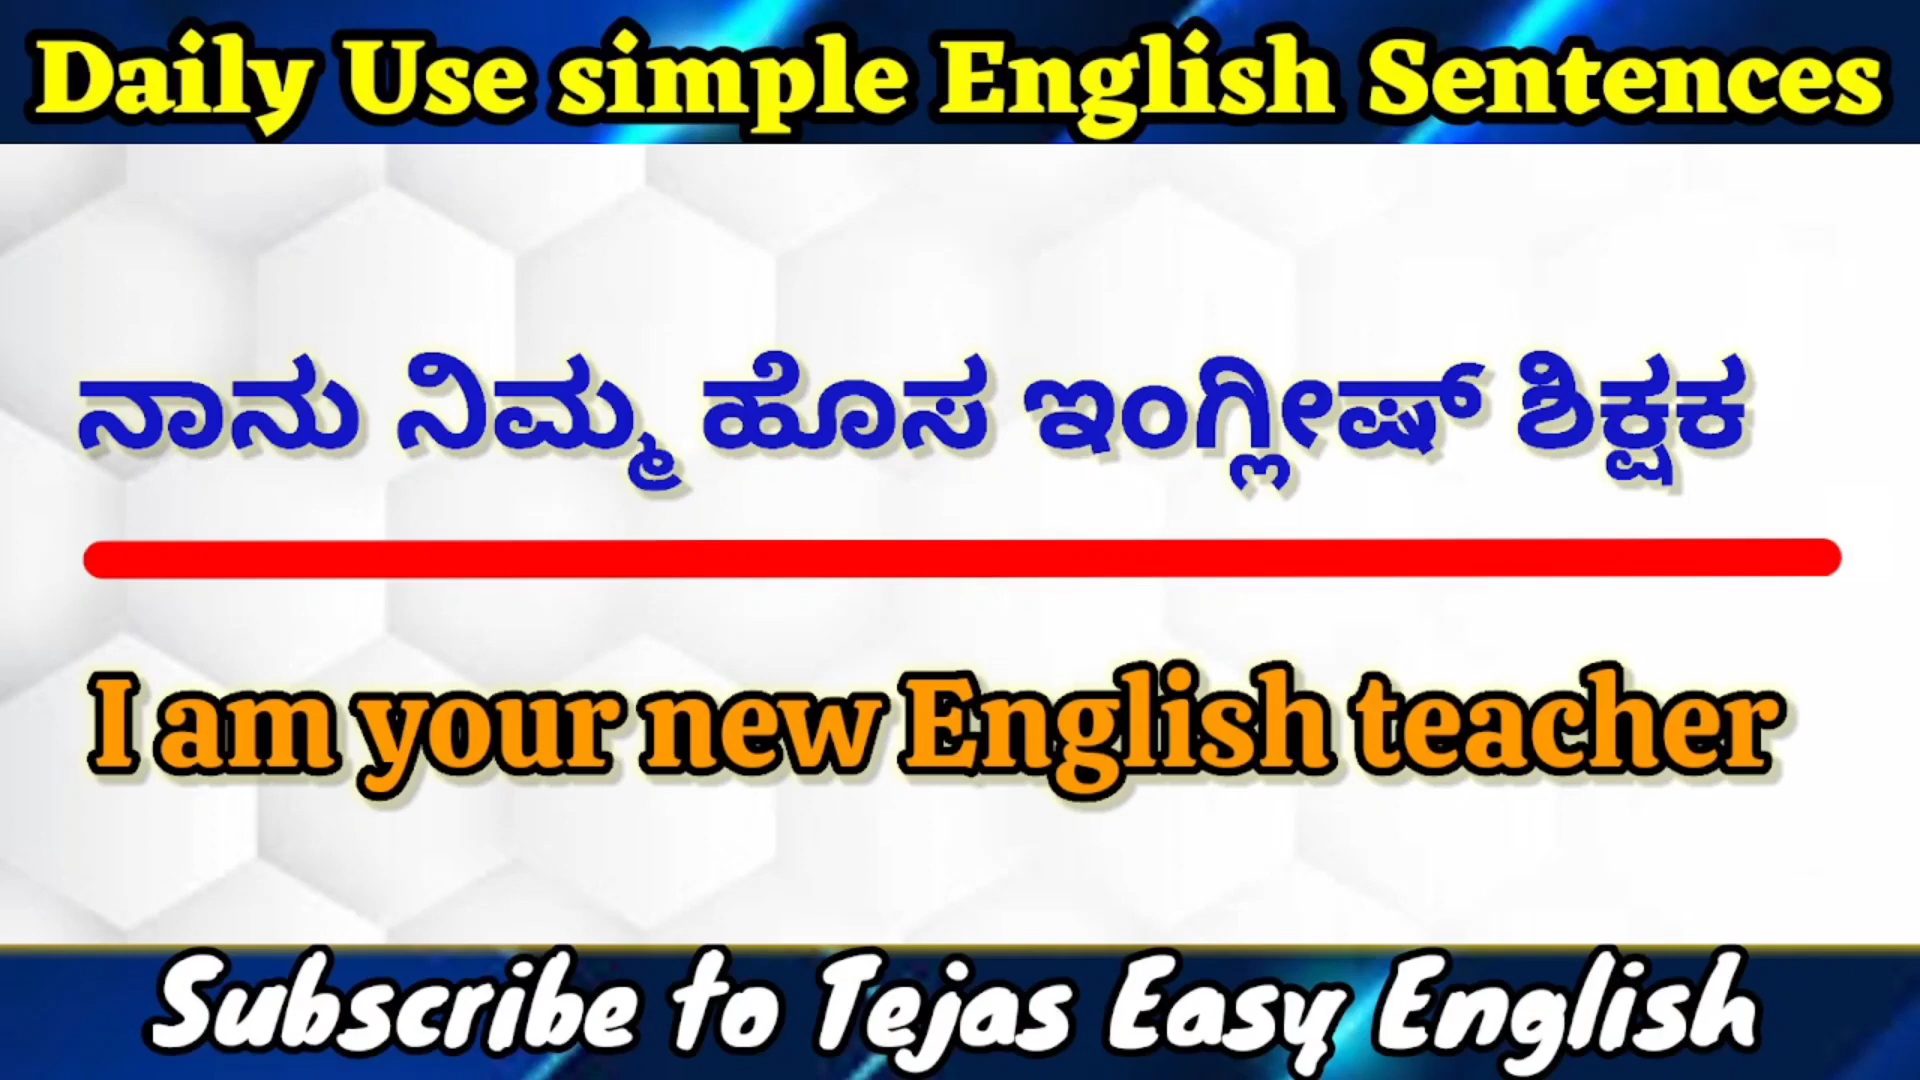 Daily Use simple English Sentences
ನಾನು ನಿಮ್ಮ ಹೊಸ ಇಂಗ್ಲೀಷ್ ಶಿಕ್ಷಕ
I am your new English teacher
Subscribe to Tejas Easy English